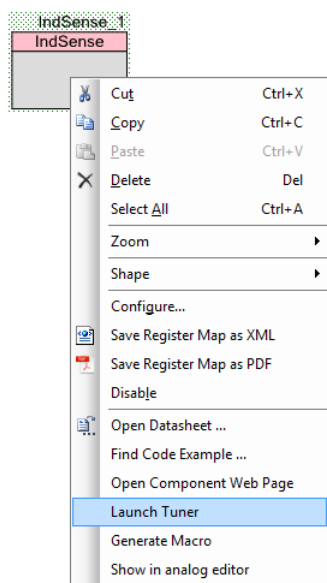 IndSense_1
IndSense
Cut Ctrl+X
Copy Ctrl+C
Paste Ctrl+V
Delete Del
Select All Ctrl+A
Zoom
Shape
Configure...
Save Register Map as XML
Save Register Map as PDF
Disable
Open Datasheet ...
Find Code Example ...
Open Component Web Page
Launch Tuner
Generate Macro
Show in analog editor